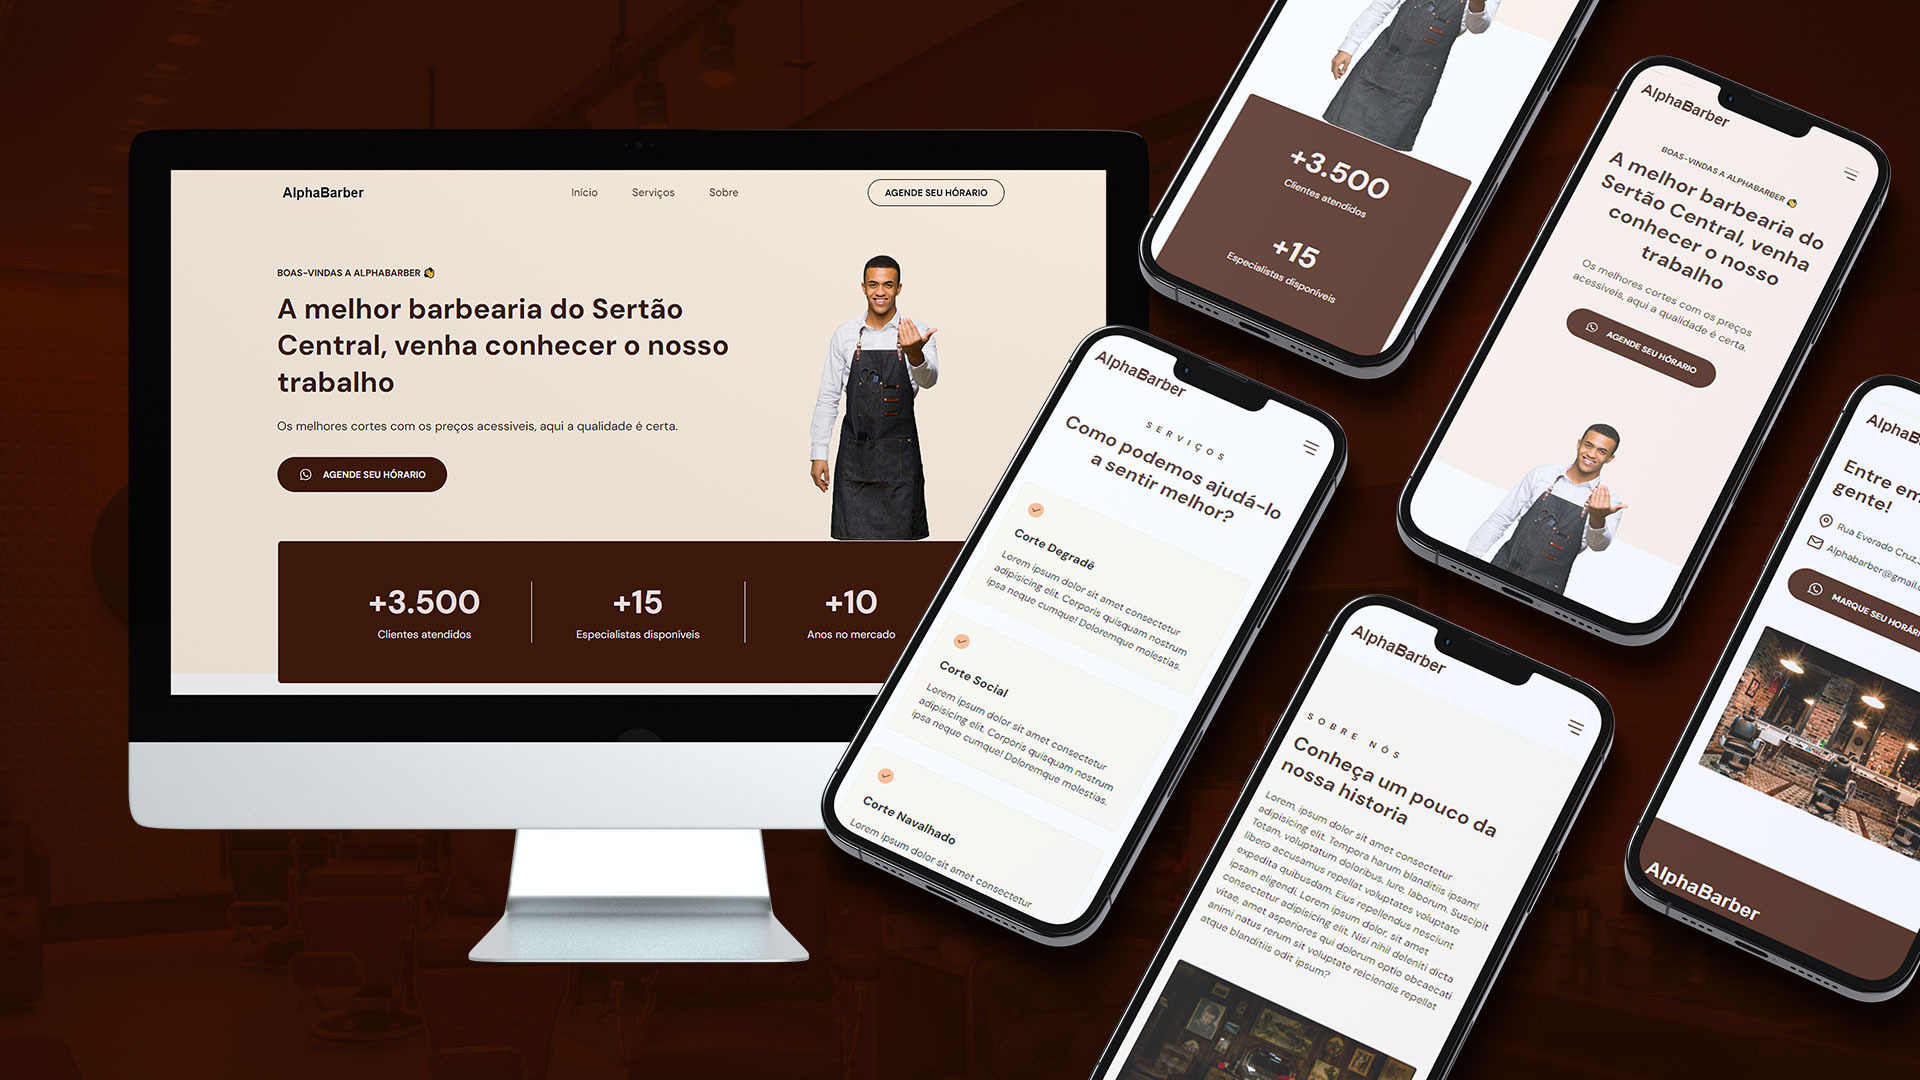 AlphaBarber
Início
Serviços
Sobre
AGENDE SEU HÓRARIO
BOAS-VINDAS A ALPHABARBER
A melhor barbearia do Sertão
Central, venha conhecer o nosso
trabalho
Os melhores cortes com os preços acessiveis, aqui a qualidade é certa.
AGENDE SEU HÓRARIO
+3.500
Clientes atendidos
+15
Especialistas disponíveis
+10
Anos no mercado
+3.500
Clientes atendidos
+15
Especialistas disponíveis
AlphaBarber
BOAS-VINDAS A ALPHABARBER
A melhor barbearia do
Sertão Central, venha
conhecer o nosso
trabalho
Os melhores cortes com os preços
acessiveis, aqui a qualidade é certa.
AGENDE SEU HÓRARIO
AlphaBarber
SERVIÇOS
Como podemos ajudá-lo
a sentir melhor?
Corte Degradê
Lorem ipsum dolor sit amet consectetur
adipisicing elit. Corporis quisquam nostrum
ipsa neque cumque! Doloremque molestias.
Corte Social
Lorem ipsum dolor sit amet consectetur
adipisicing elit. Corporis quisquam nostrum
ipsa neque cumque! Doloremque molestias.
Corte Navalhado
Lorem ipsum dolor sit amet consectetur
AlphaBarber
SOBRE NÓS
Conheça um pouco da
nossa historia
Lorem, ipsum dolor sit amet consectetur
adipisicing elit. Tempora harum blanditiis ipsam!
Totam, voluptatum doloribus. Iure, laborum. Suscipit
libero accusamus repellat voluptates voluptate
expedita quibusdam. Eius repellendus nesciunt
ipsam eligendi. Lorem ipsum dolor, sit amet
consectetur adipisicing elit. Nisi nihil deleniti dicta
vitae, amet asperiores qui dolorum optio obcaecati
animi natus rerum sit voluptate reiciendis repellat
atque blanditiis odit ipsum?
AlphaB
Entre em
gente!
Rua Everado Cruz,
Alphabarber@gmail.
MARQUE SEU HORÁRI
AlphaBarber